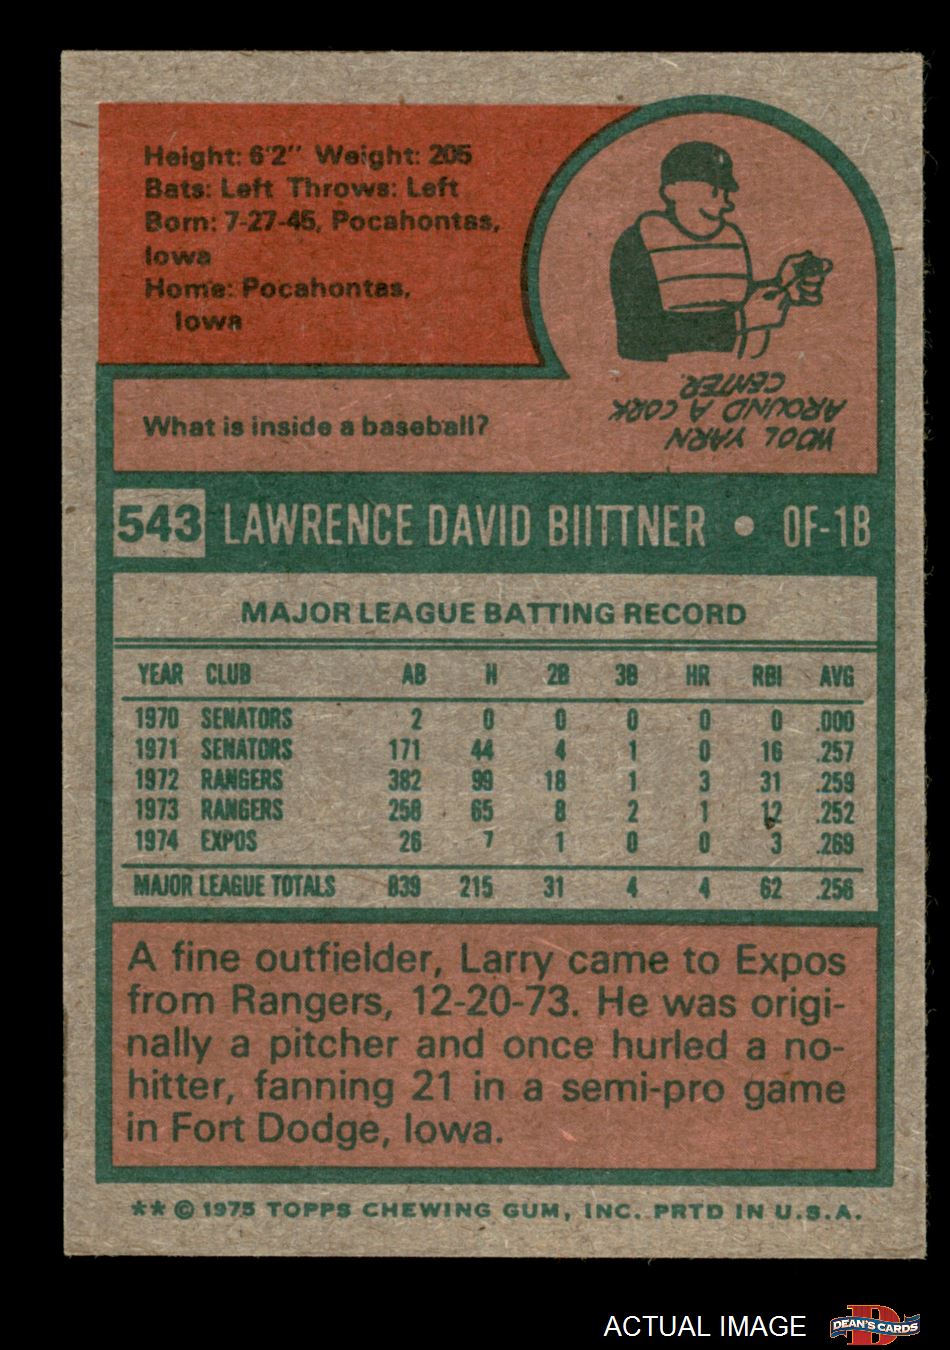 Height: 6'2" Weight: 205
Bats: Left Throws: Left
Born: 7-27-45, Pocahontas,
Iowa
Home: Pocahontas,
Iowa
What is inside a baseball?
WOOL YARN
AROUND A CORK
CENTER.
543 LAWRENCE DAVID BIITTNER • OF-1B
MAJOR LEAGUE BATTING RECORD
YEAR CLUB AB H 2B 3B HR RBI AVG
1970 SENATORS 2 0 0 0 0 0 .000
1971 SENATORS 171 44 4 1 0 16 .257
1972 RANGERS 382 99 18 1 3 31 .259
1973 RANGERS 258 65 8 2 1 12 .252
1974 EXPOS 26 7 1 0 0 3 .269
MAJOR LEAGUE TOTALS 839 215 31 4 4 62 .256
A fine outfielder, Larry came to Expos
from Rangers, 12-20-73. He was origi-
nally a pitcher and once hurled a no-
hitter, fanning 21 in a semi-pro game
in Fort Dodge, Iowa.
** © 1975 TOPPS CHEWING GUM, INC. PRTD IN U.S.A.
ACTUAL IMAGE
D
DEAN'S CARDS